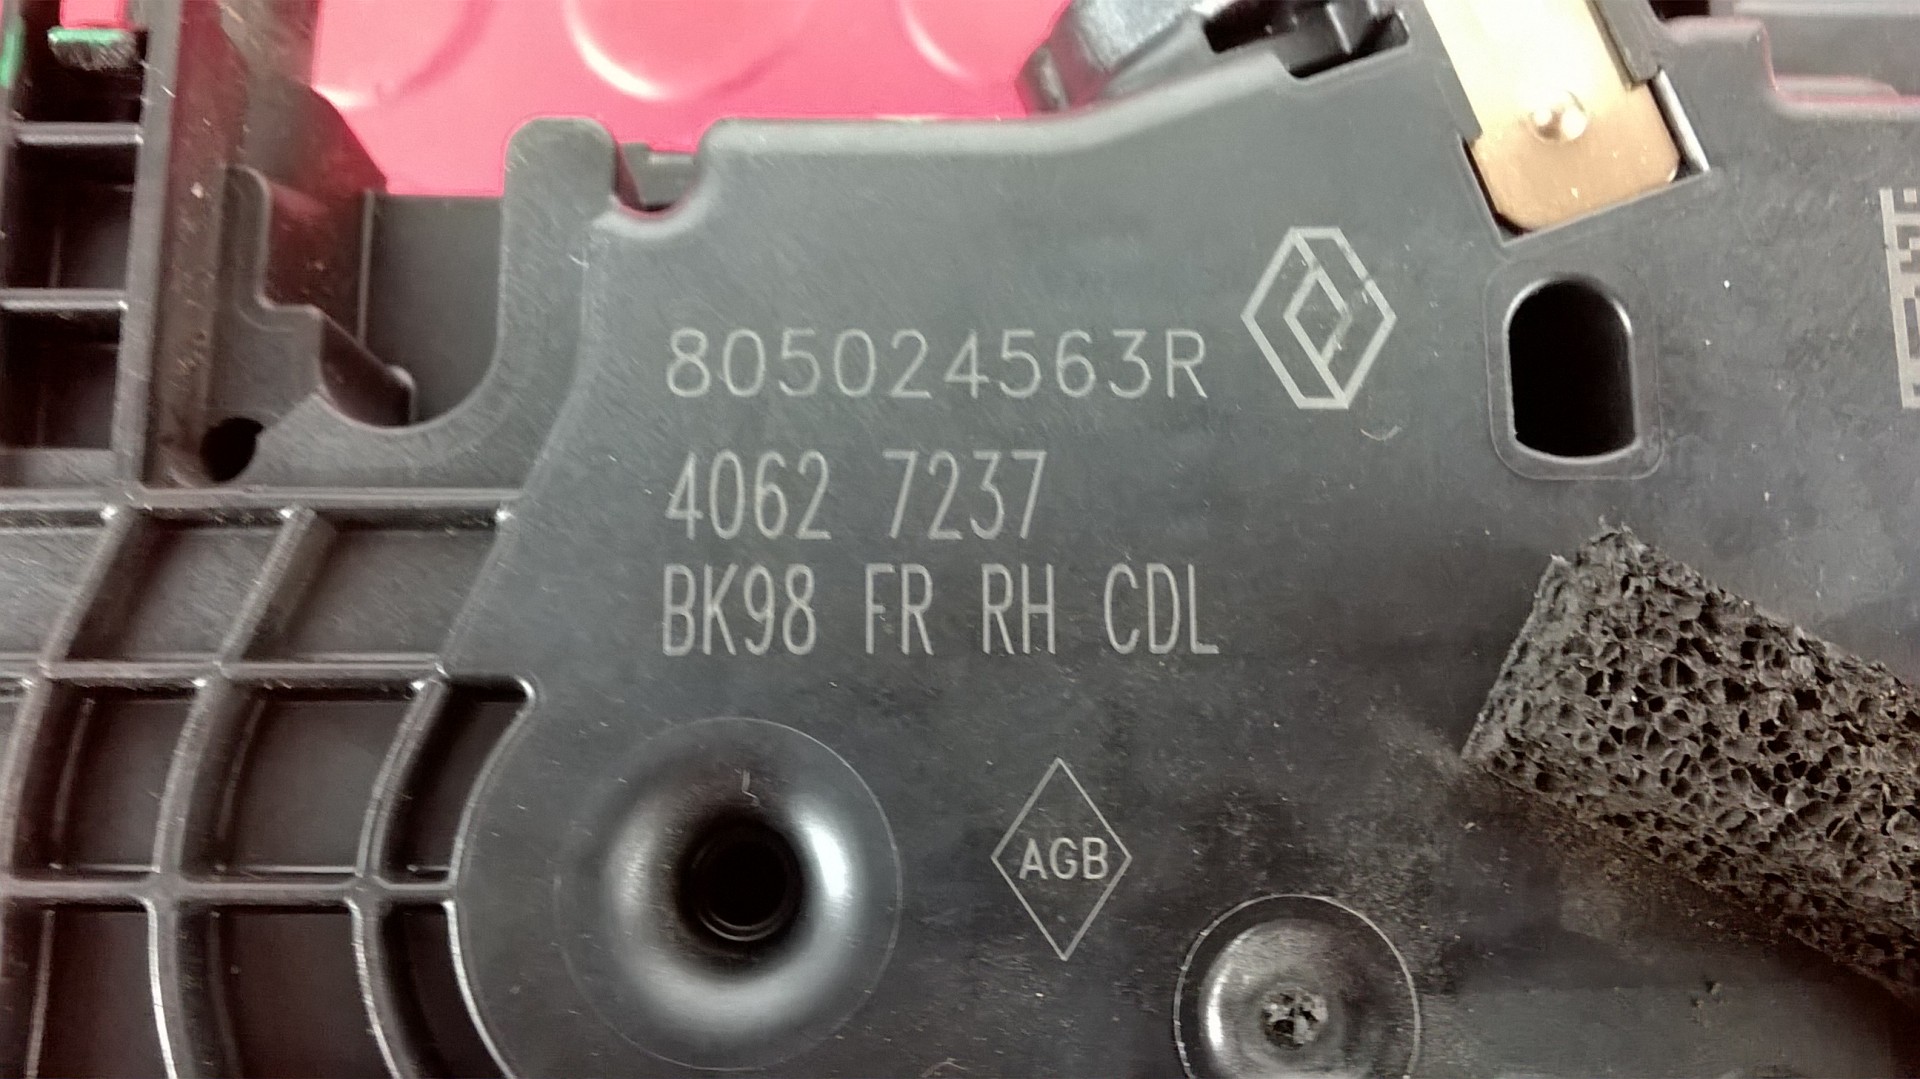 805024563R
4062 7237
BK98 FR RH CDL
AGB